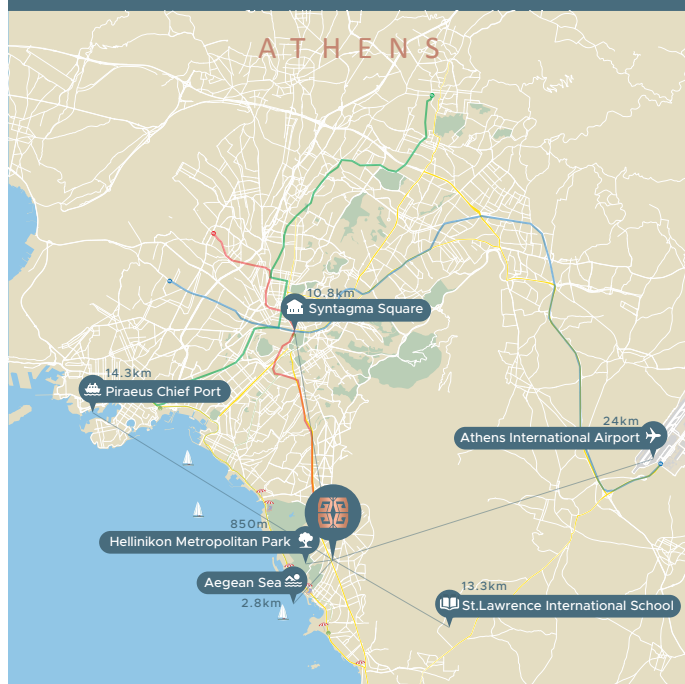 ATHENS
10.8km
Syntagma Square
14.3km
Piraeus Chief Port
24km
Athens International Airport
850m
Hellinikon Metropolitan Park
Aegean Sea
2.8km
13.3km
St.Lawrence International School